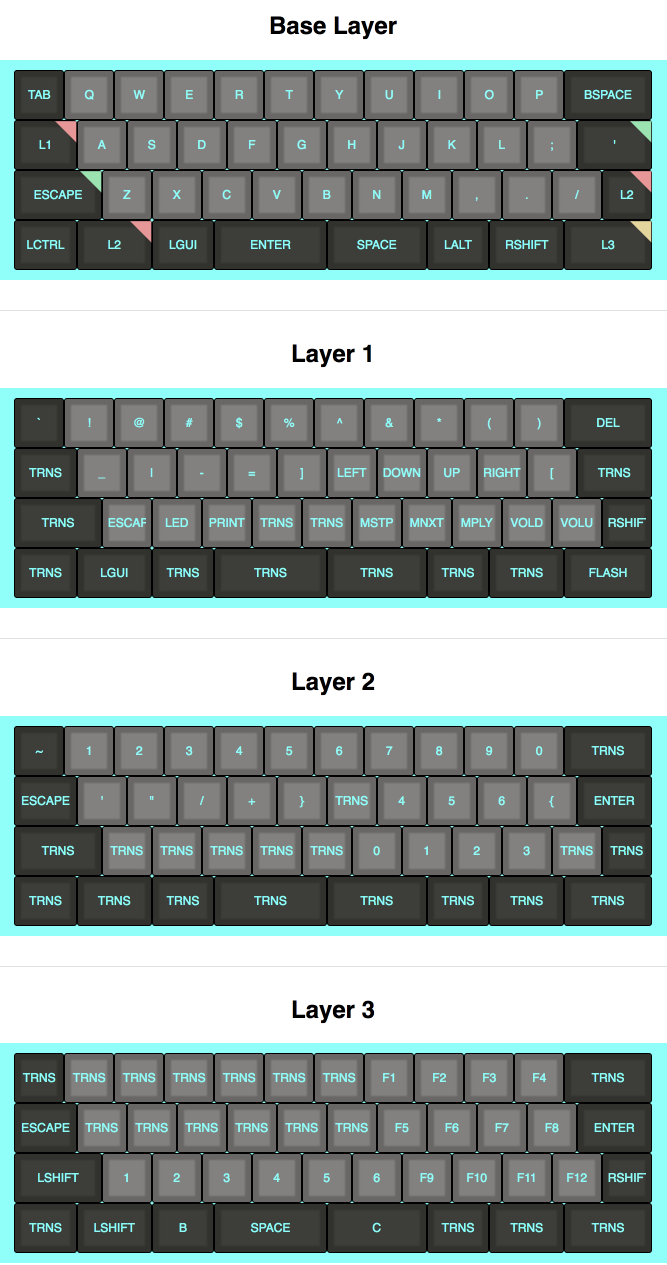 Base Layer
TAB Q W E R T Y U I O P BSPACE
L1 A S D F G H J K L ; '
ESCAPE Z X C V B N M , . / L2
LCTRL L2 LGUI ENTER SPACE LALT RSHIFT L3
Layer 1
` ! @ # $ % ^ & * ( ) DEL
TRNS _ | - = ] LEFT DOWN UP RIGHT [ TRNS
TRNS ESCAP LED PRINT TRNS TRNS MSTP MNXT MPLY VOLD VOLU RSHIF
TRNS LGUI TRNS TRNS TRNS TRNS TRNS FLASH
Layer 2
~ 1 2 3 4 5 6 7 8 9 0 TRNS
ESCAPE ' " / + } TRNS 4 5 6 { ENTER
TRNS TRNS TRNS TRNS TRNS TRNS 0 1 2 3 TRNS TRNS
TRNS TRNS TRNS TRNS TRNS TRNS TRNS TRNS
Layer 3
TRNS TRNS TRNS TRNS TRNS TRNS TRNS F1 F2 F3 F4 TRNS
ESCAPE TRNS TRNS TRNS TRNS TRNS TRNS F5 F6 F7 F8 ENTER
LSHIFT 1 2 3 4 5 6 F9 F10 F11 F12 RSHIF
TRNS LSHIFT B SPACE C TRNS TRNS TRNS